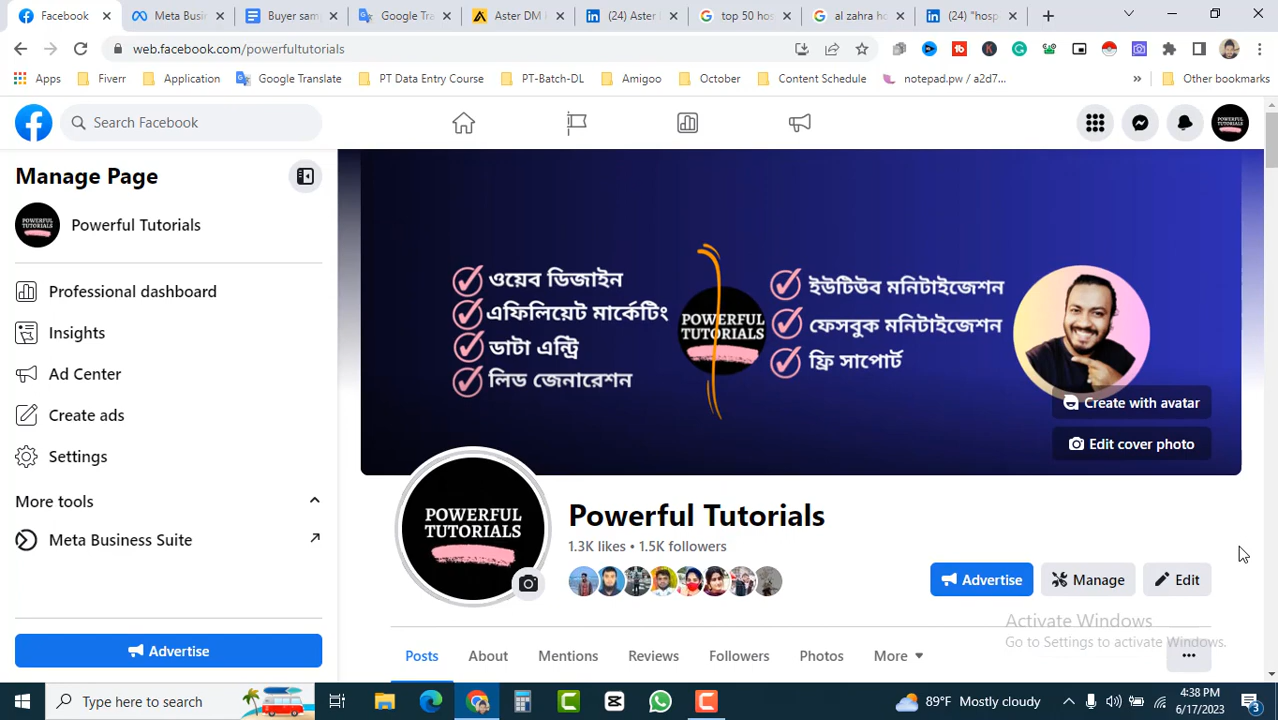 Facebook
Meta Busin
Buyer sam
Google Tra
Aster DM H
(24) Aster
top 50 hos
al zahra ho
(24) "hosp
web.facebook.com/powerfultutorials
Apps
Fiverr
Application
Google Translate
PT Data Entry Course
PT-Batch-DL
Amigoo
October
Content Schedule
notepad.pw / a2d7...
Other bookmarks
Search Facebook
POWERFUL
TUTORIALS
Manage Page
Powerful Tutorials
Professional dashboard
Insights
Ad Center
Create ads
Settings
More tools
Meta Business Suite
Advertise
ওয়েব ডিজাইন
এফিলিয়েট মার্কেটিং
ডাটা এন্ট্রি
লিড জেনারেশন
POWERFUL
TUTORIALS
ইউটিউব মনিটাইজেশন
ফেসবুক মনিটাইজেশন
ফ্রি সাপোর্ট
Create with avatar
Edit cover photo
POWERFUL
TUTORIALS
Powerful Tutorials
1.3K likes • 1.5K followers
Advertise
Manage
Edit
Activate Windows
Go to Settings to activate Windows.
Posts
About
Mentions
Reviews
Followers
Photos
More
Type here to search
89°F Mostly cloudy
4:38 PM
6/17/2023
3